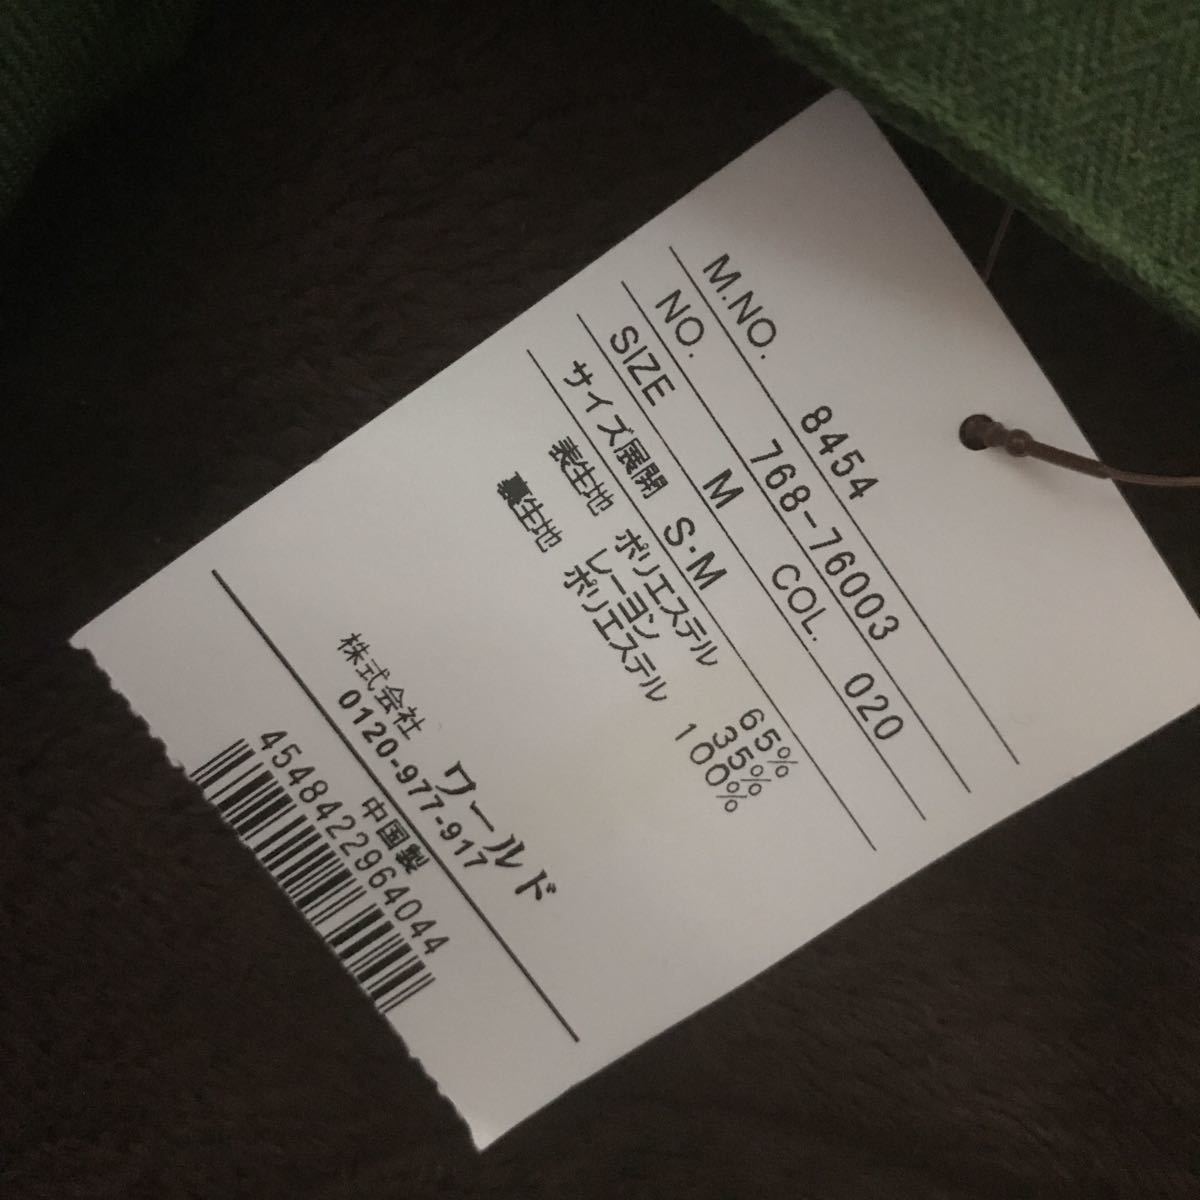 M.NO. 8454
NO. 768-76003
SIZE M COL. 020
サイズ展開 S・M
表生地 ポリエステル 65%
レーヨン 35%
裏生地 ポリエステル 100%
株式会社 ワールド
0120-977-917
中国製
4548422964044